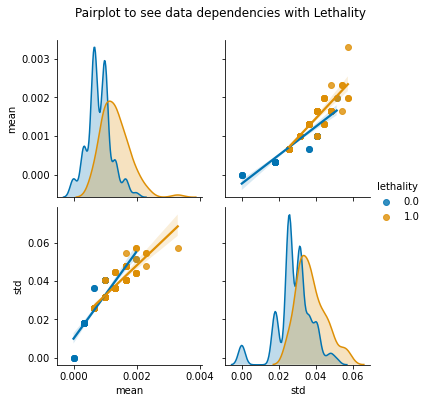 Pairplot to see data dependencies with Lethality
0.003
0.002
0.001
0.000
mean
lethality
0.0
1.0
0.06
0.04
0.02
0.00
std
0.000 0.002 0.004
mean
0.00 0.02 0.04 0.06
std